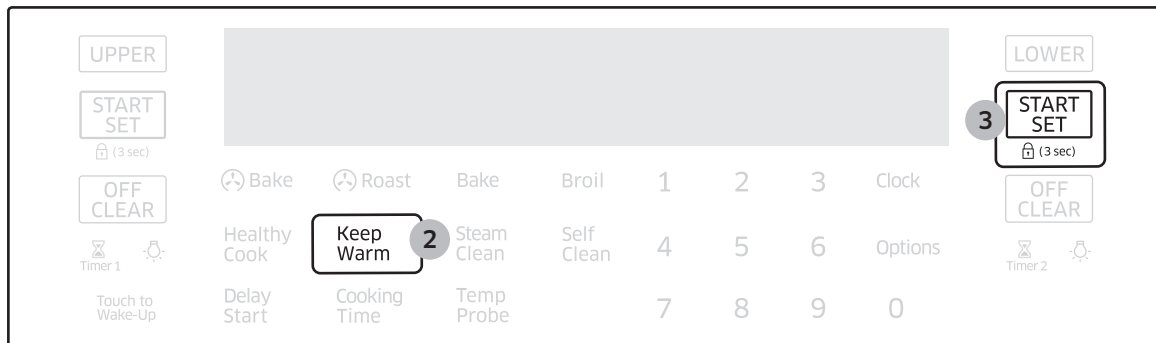 UPPER
START
SET
(3 sec)
OFF
CLEAR
Timer 1
Touch to
Wake-Up
Bake Roast Bake Broil 1 2 3 Clock
Healthy Keep 2 Steam Self 4 5 6 Options
Cook Warm Clean Clean
Delay Cooking Temp 7 8 9 0
Start Time Probe
LOWER
3
START
SET
(3 sec)
OFF
CLEAR
Timer 2